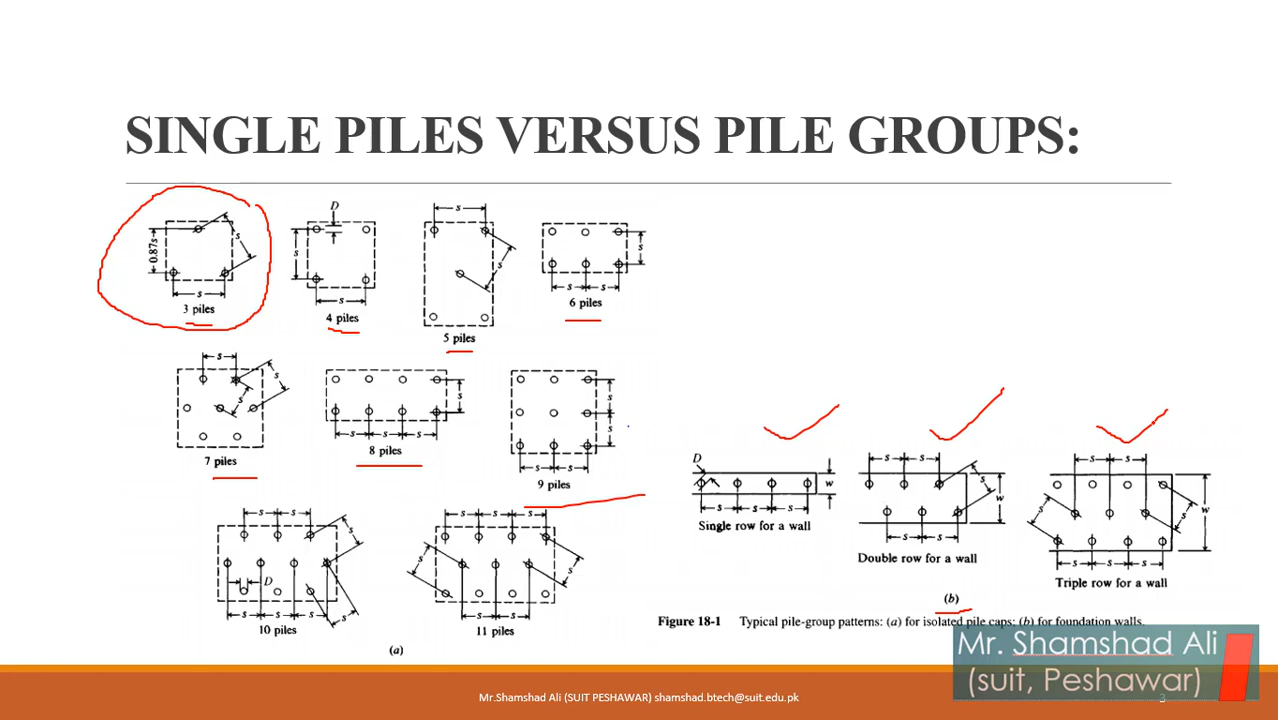 SINGLE PILES VERSUS PILE GROUPS:
0.87s
s
s
3 piles
D
s
s
4 piles
s
s
5 piles
s
s
s
6 piles
s
s
s
7 piles
s
s
s
s
8 piles
s
s
s
s
9 piles
D
w
s
s
s
Single row for a wall
s
s
s
w
s
s
Double row for a wall
s
s
s
s
w
s
s
s
Triple row for a wall
s
s
s
D
s
s
s
s
10 piles
s
s
s
s
s
s
s
11 piles
(a)
(b)
Figure 18-1 Typical pile-group patterns: (a) for isolated pile caps; (b) for foundation walls.
Mr. Shamshad Ali
(suit, Peshawar)
Mr.Shamshad Ali (SUIT PESHAWAR) shamshad.btech@suit.edu.pk
3